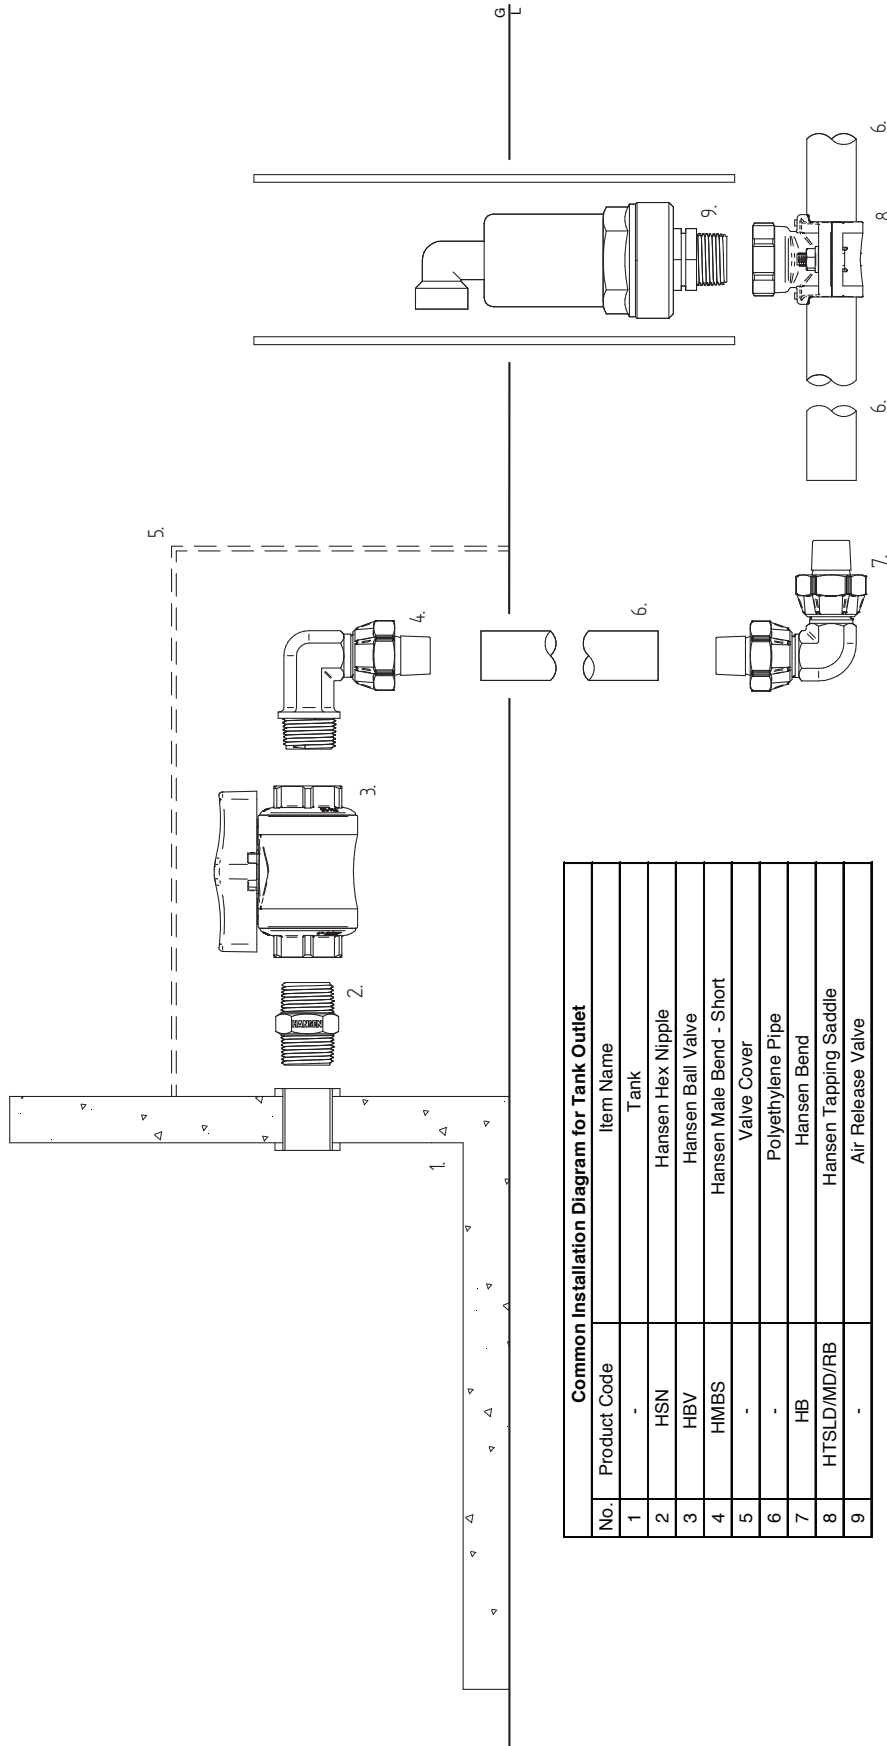 G
L
1.
2.
3.
4.
5.
6.
7.
6.
6.
8
9.
HANSEN
Common Installation Diagram for Tank Outlet
No. Product Code Item Name
1 - Tank
2 HSN Hansen Hex Nipple
3 HBV Hansen Ball Valve
4 HMBS Hansen Male Bend - Short
5 - Valve Cover
6 - Polyethylene Pipe
7 HB Hansen Bend
8 HTSLD/MD/RB Hansen Tapping Saddle
9 - Air Release Valve